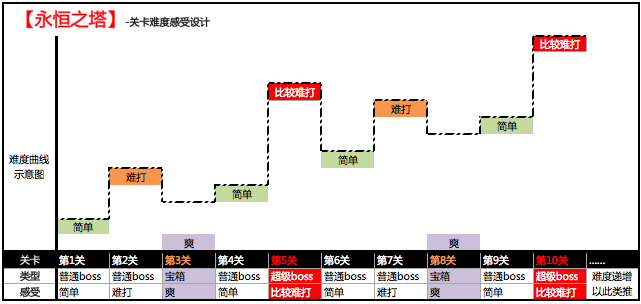 【永恒之塔】-关卡难度感受设计
比较难打
比较难打
难打
简单
难度曲线
示意图
简单
难打
简单
简单
爽
爽
关卡 第1关 第2关 第3关 第4关 第5关 第6关 第7关 第8关 第9关 第10关 ……
类型 普通boss 普通boss 宝箱 普通boss 超级boss 普通boss 普通boss 宝箱 普通boss 超级boss 难度递增
感受 简单 难打 爽 简单 比较难打 简单 难打 爽 简单 比较难打 以此类推